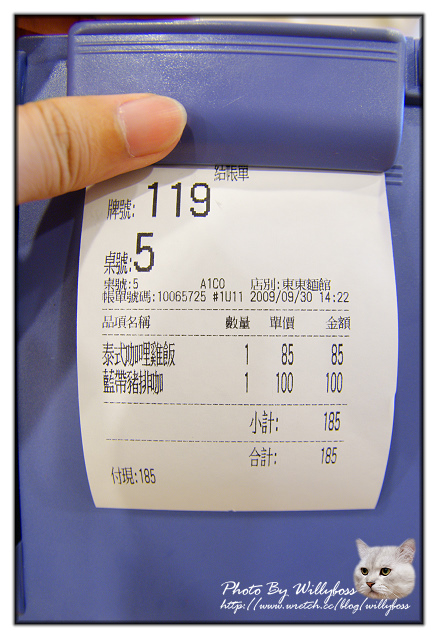 結帳單
牌號: 119
桌號:5
桌號:5 A1C0 店別:東東麵館
帳單號碼:10065725 #1U11 2009/09/30 14:22
品項名稱 數量 單價 金額
泰式咖哩雞飯 1 85 85
藍帶豬排咖 1 100 100
小計: 185
合計: 185
付現:185
Photo By Willyboss
http://www.wretch.cc/blog/willyboss